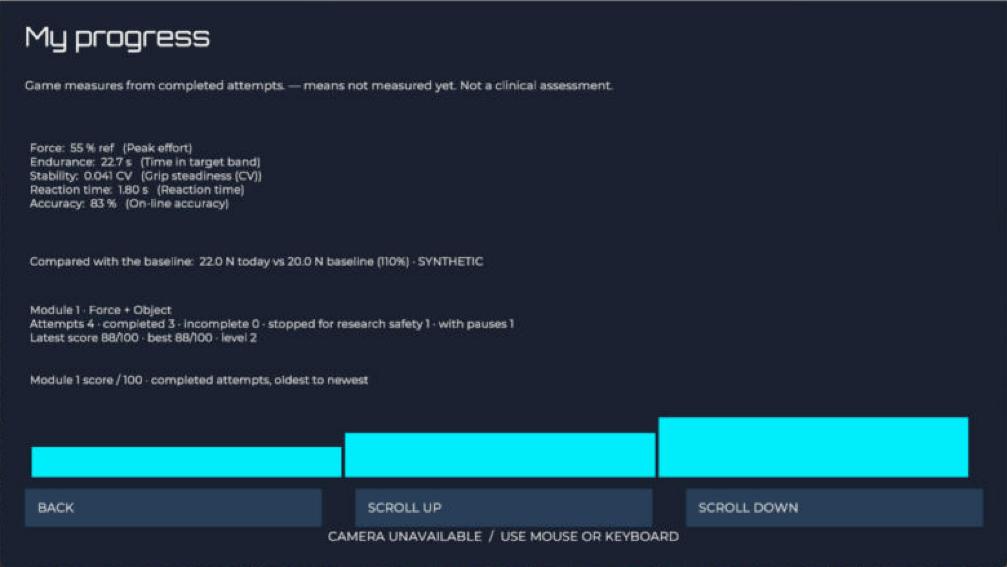 My progress
Game measures from completed attempts. — means not measured yet. Not a clinical assessment.
Force: 55 % ref (Peak effort)
Endurance: 22.7 s (Time in target band)
Stability: 0.041 CV (Grip steadiness (CV))
Reaction time: 1.80 s (Reaction time)
Accuracy: 83 % (On-line accuracy)
Compared with the baseline: 22.0 N today vs 20.0 N baseline (110%) · SYNTHETIC
Module 1 · Force + Object
Attempts 4 · completed 3 · incomplete 0 · stopped for research safety 1 · with pauses 1
Latest score 88/100 · best 88/100 · level 2
Module 1 score / 100 · completed attempts, oldest to newest
BACK
SCROLL UP
SCROLL DOWN
CAMERA UNAVAILABLE / USE MOUSE OR KEYBOARD